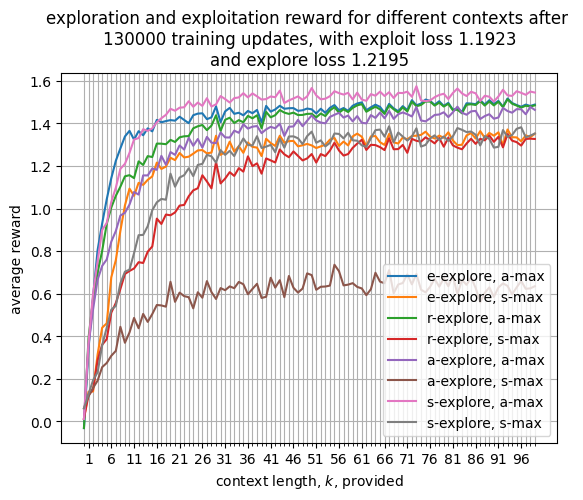 exploration and exploitation reward for different contexts after
130000 training updates, with exploit loss 1.1923
and explore loss 1.2195
1.6
1.4
1.2
1.0
0.8
0.6
0.4
0.2
0.0
average reward
e-explore, a-max
e-explore, s-max
r-explore, a-max
r-explore, s-max
a-explore, a-max
a-explore, s-max
s-explore, a-max
s-explore, s-max
1 6 11 16 21 26 31 36 41 46 51 56 61 66 71 76 81 86 91 96
context length, k, provided